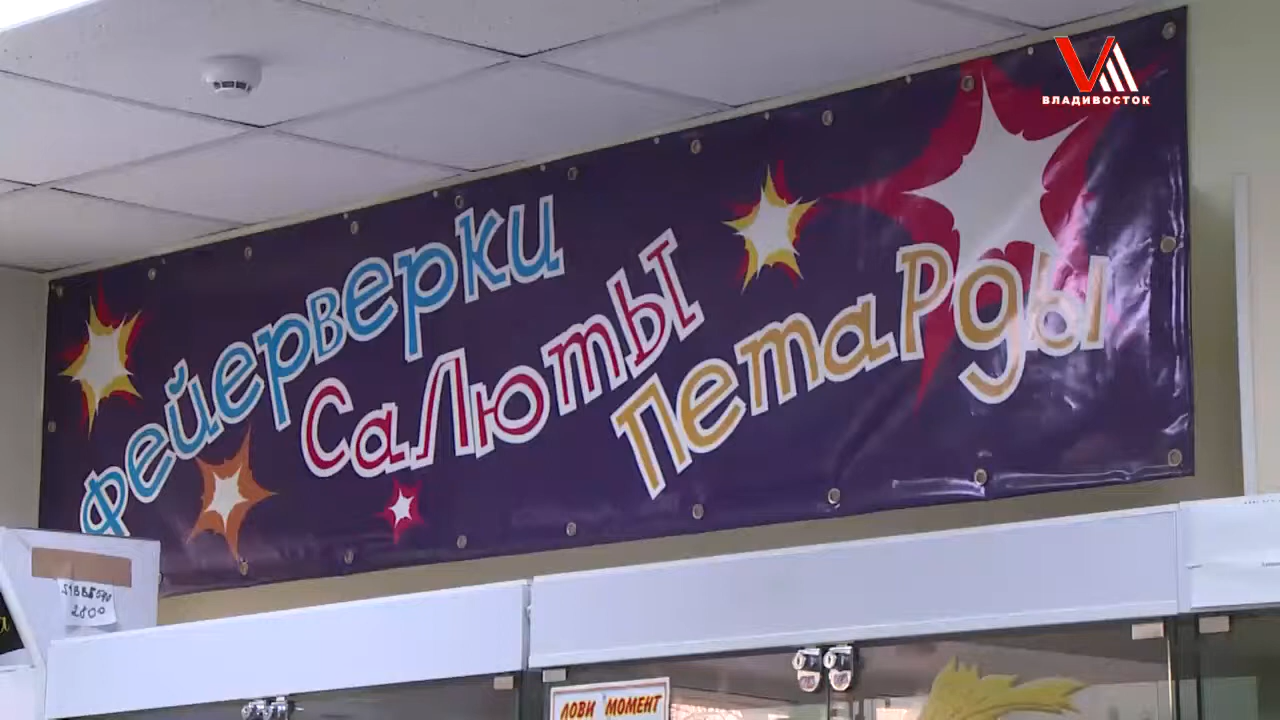 ВЛАДИВОСТОК
Фейерверки
Салюты
Петарды
2800
ЛОВИ МОМЕНТ